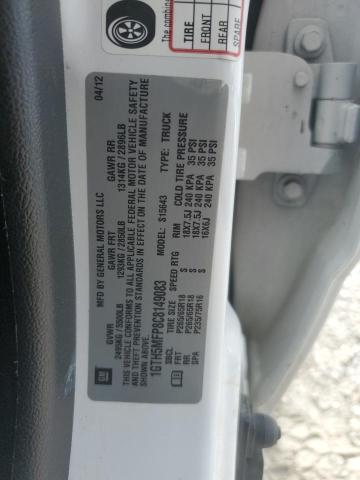 The combine
TIRE
FRONT
REAR
SPARE
MFD BY GENERAL MOTORS LLC
04/12
GVWR GAWR FRT GAWR RR
2495KG / 5500LB 1293KG / 2850LB 1314KG / 2896LB
THIS VEHICLE CONFORMS TO ALL APPLICABLE FEDERAL MOTOR VEHICLE SAFETY
AND THEFT PREVENTION STANDARDS IN EFFECT ON THE DATE OF MANUFACTURE
SHOWN ABOVE.
1GTH5MFP8C8149083 S15643 TYPE: TRUCK
TIRE SIZE SPEED RTG RIM COLD TIRE PRESSURE
FRT P265/65R18 S 18X7.5J 240 KPA 35 PSI
RR P265/65R18 S 18X7.5J 240 KPA 35 PSI
SPA P235/75R16 S 16X6J 240 KPA 35 PSI
GM